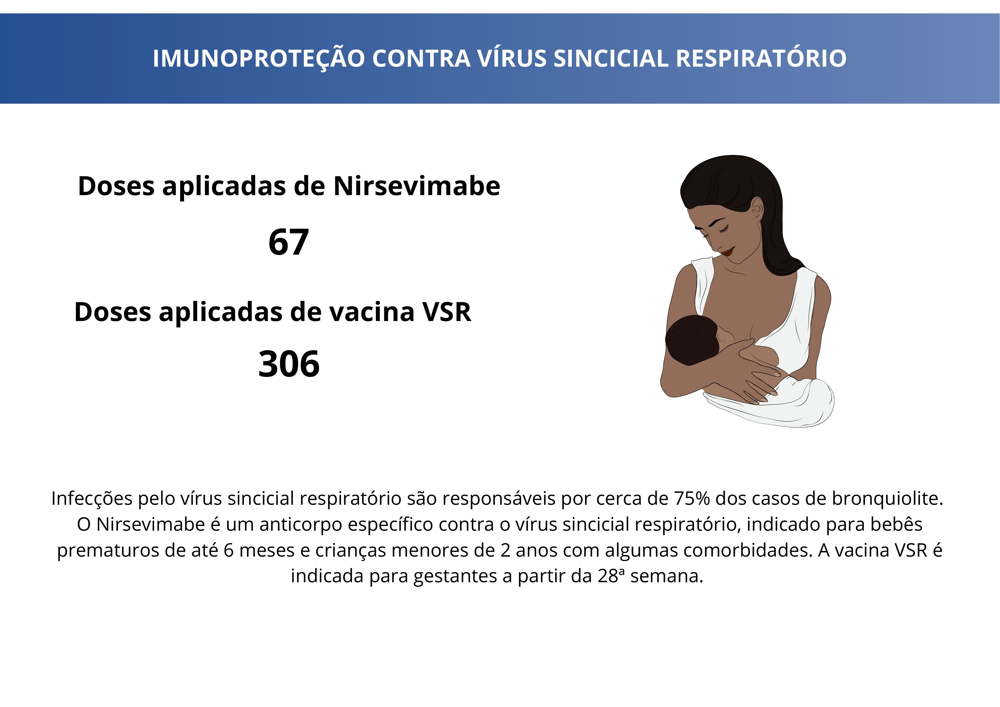 IMUNOPROTEÇÃO CONTRA VÍRUS SINCICIAL RESPIRATÓRIO
Doses aplicadas de Nirsevimabe
67
Doses aplicadas de vacina VSR
306
Infecções pelo vírus sincicial respiratório são responsáveis por cerca de 75% dos casos de bronquiolite.
O Nirsevimabe é um anticorpo específico contra o vírus sincicial respiratório, indicado para bebês
prematuros de até 6 meses e crianças menores de 2 anos com algumas comorbidades. A vacina VSR é
indicada para gestantes a partir da 28ª semana.